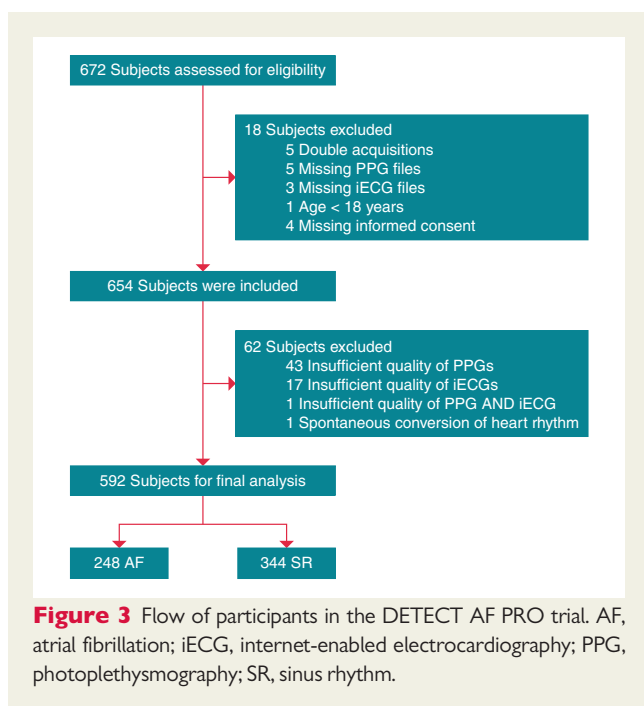 672 Subjects assessed for eligibility
18 Subjects excluded
5 Double acquisitions
5 Missing PPG files
3 Missing iECG files
1 Age < 18 years
4 Missing informed consent
654 Subjects were included
62 Subjects excluded
43 Insufficient quality of PPGs
17 Insufficient quality of iECGs
1 Insufficient quality of PPG AND iECG
1 Spontaneous conversion of heart rhythm
592 Subjects for final analysis
248 AF
344 SR
Figure 3 Flow of participants in the DETECT AF PRO trial. AF,
atrial fibrillation; iECG, internet-enabled electrocardiography; PPG,
photoplethysmography; SR, sinus rhythm.